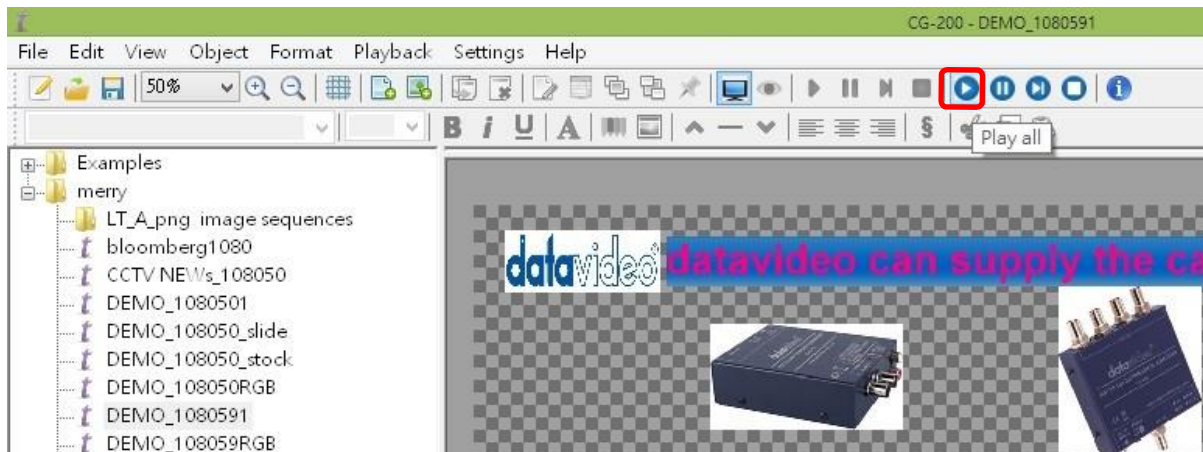 CG-200 - DEMO_1080591
File Edit View Object Format Playback Settings Help
50%
B i U A §
Play all
Examples
merry
LT_A_png image sequences
bloomberg1080
CCTV NEWs_108050
DEMO_1080501
DEMO_108050_slide
DEMO_108050_stock
DEMO_108050RGB
DEMO_1080591
DEMO_108059RGB
datavideo® datavideo can supply the ca
datavideo